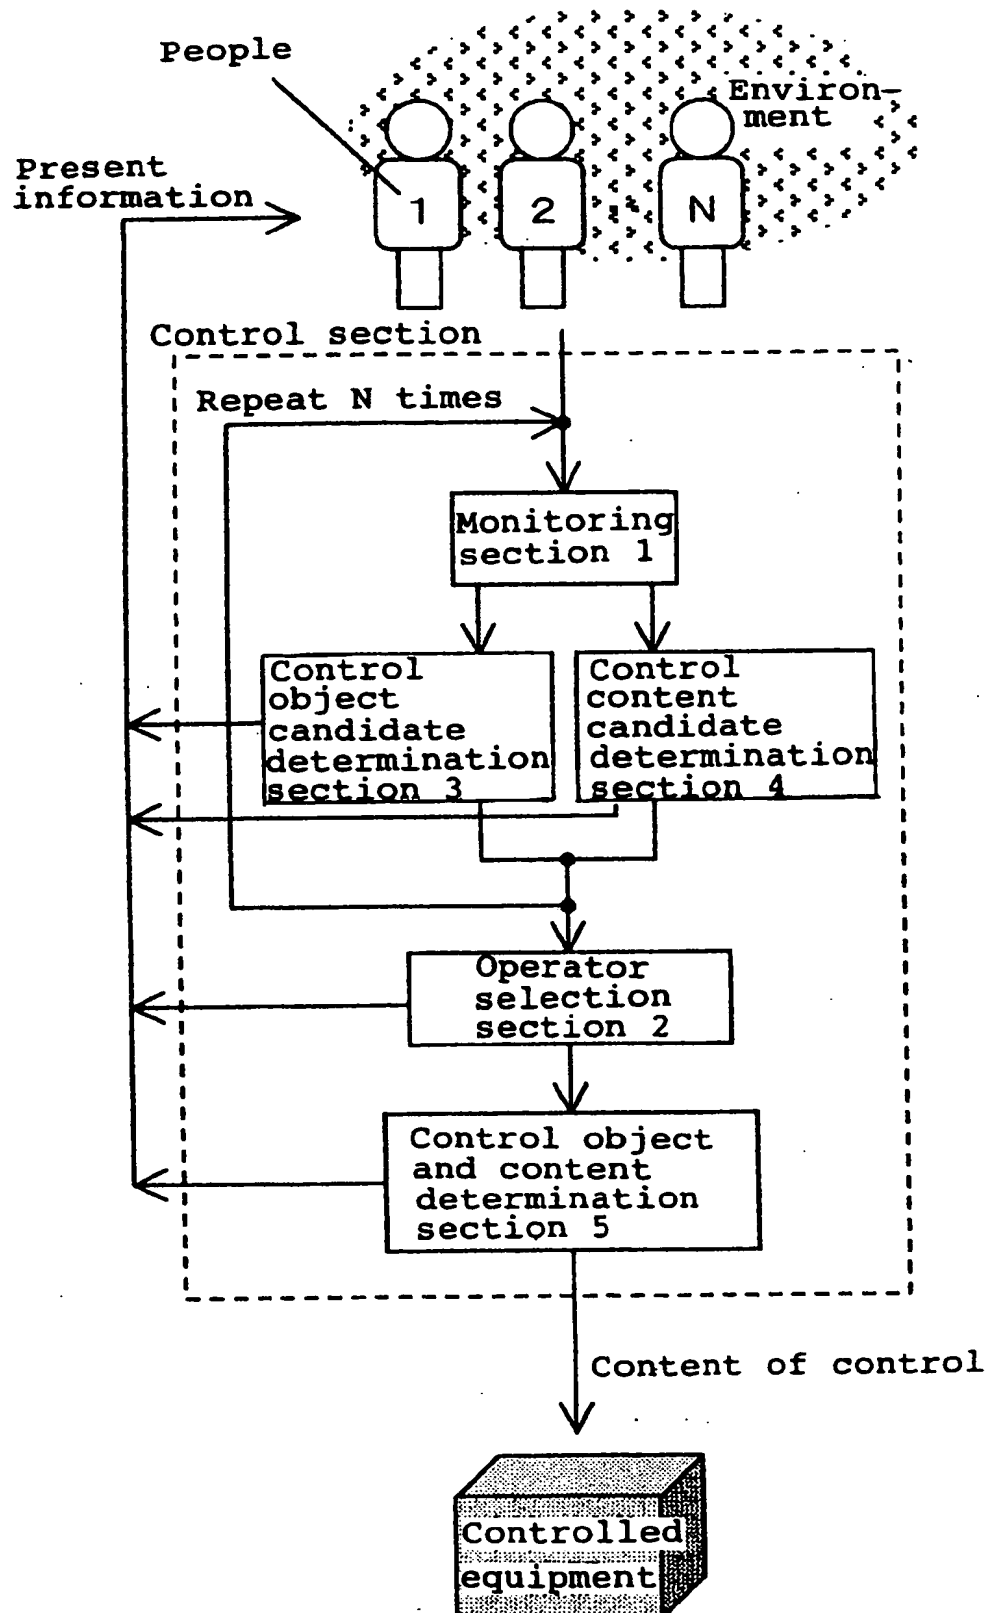 People
Environ-
ment
Present
information
1
2
N
Control section
Repeat N times
Monitoring
section 1
Control
object
candidate
determination
section 3
Control
content
candidate
determination
section 4
Operator
selection
section 2
Control object
and content
determination
section 5
Content of control
Controlled
equipment